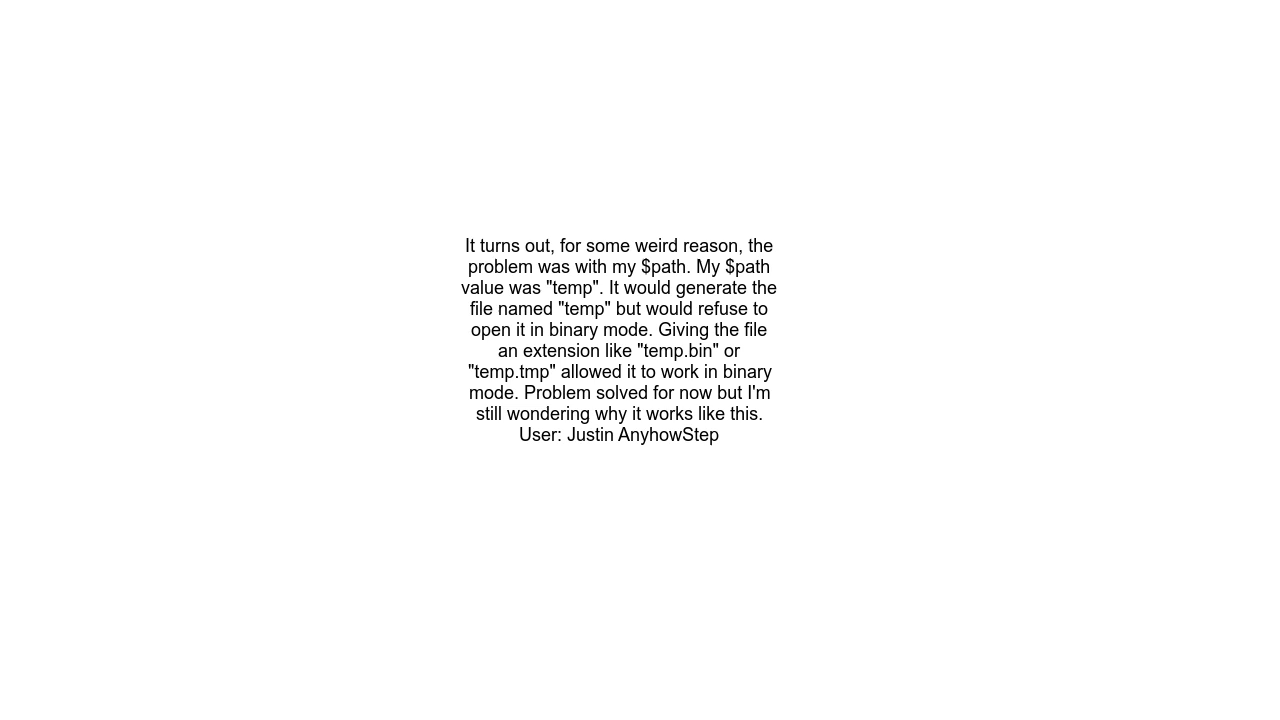 It turns out, for some weird reason, the
problem was with my $path. My $path
value was "temp". It would generate the
file named "temp" but would refuse to
open it in binary mode. Giving the file
an extension like "temp.bin" or
"temp.tmp" allowed it to work in binary
mode. Problem solved for now but I'm
still wondering why it works like this.
User: Justin AnyhowStep